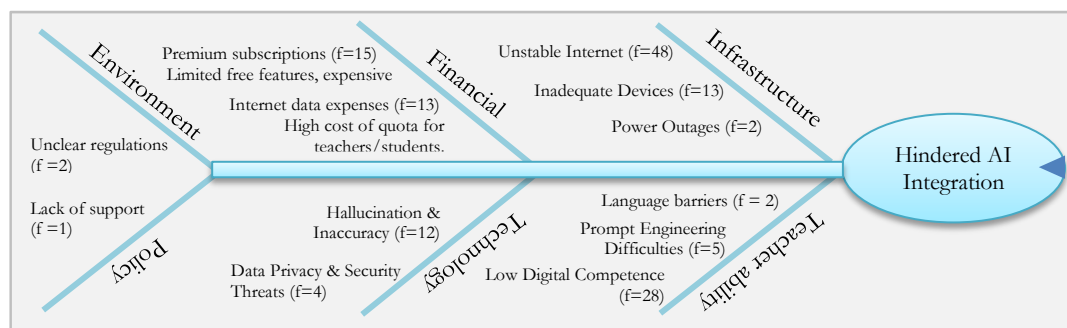 Environment
Premium subscriptions (f=15)
Limited free features, expensive
Internet data expenses (f=13)
High cost of quota for
teachers/students.
Financial
Unstable Internet (f=48)
Inadequate Devices (f=13)
Power Outages (f=2)
Infrastructure
Hindered AI
Integration
Unclear regulations
(f =2)
Lack of support
(f =1)
Policy
Hallucination &
Inaccuracy (f=12)
Data Privacy & Security
Threats (f=4)
Technology
Language barriers (f = 2)
Prompt Engineering
Difficulties (f=5)
Low Digital Competence
(f=28)
Teacher ability